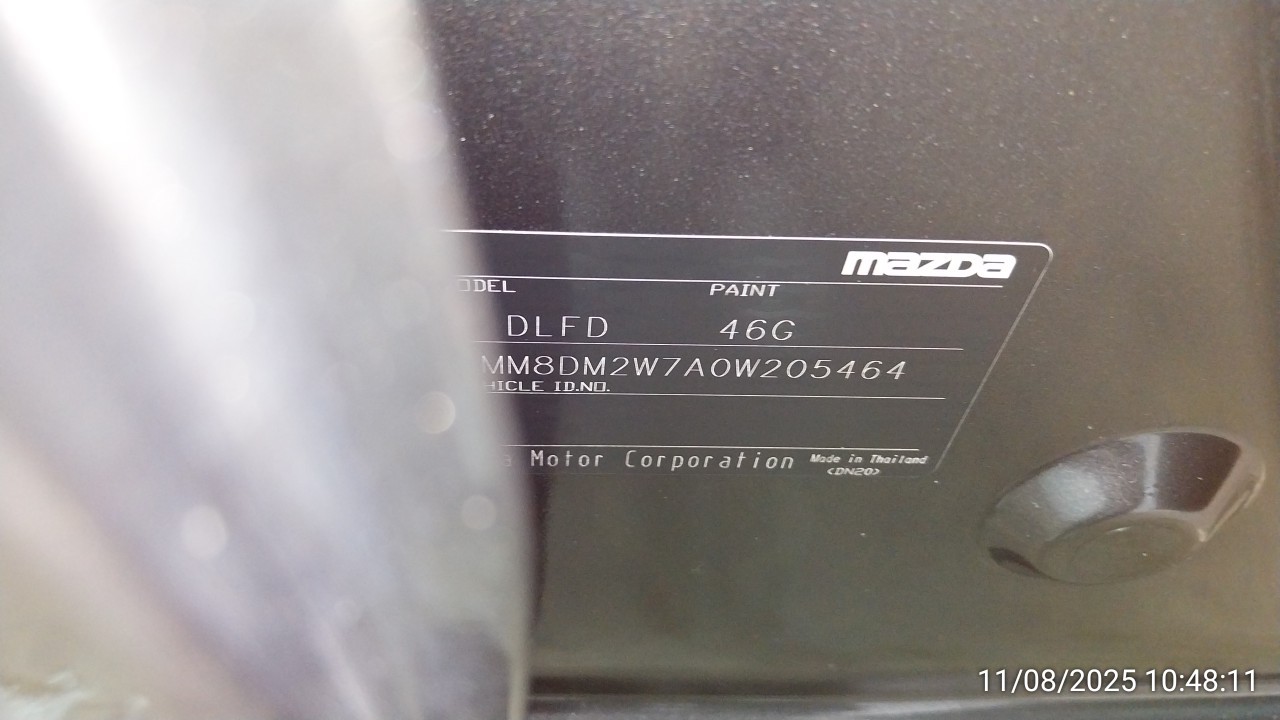 mazda
ODEL PAINT
DLFD 46G
MM8DM2W7A0W205464
HICLE ID.NO.
a Motor Corporation Made in Thailand
<DN20>
11/08/2025 10:48:11